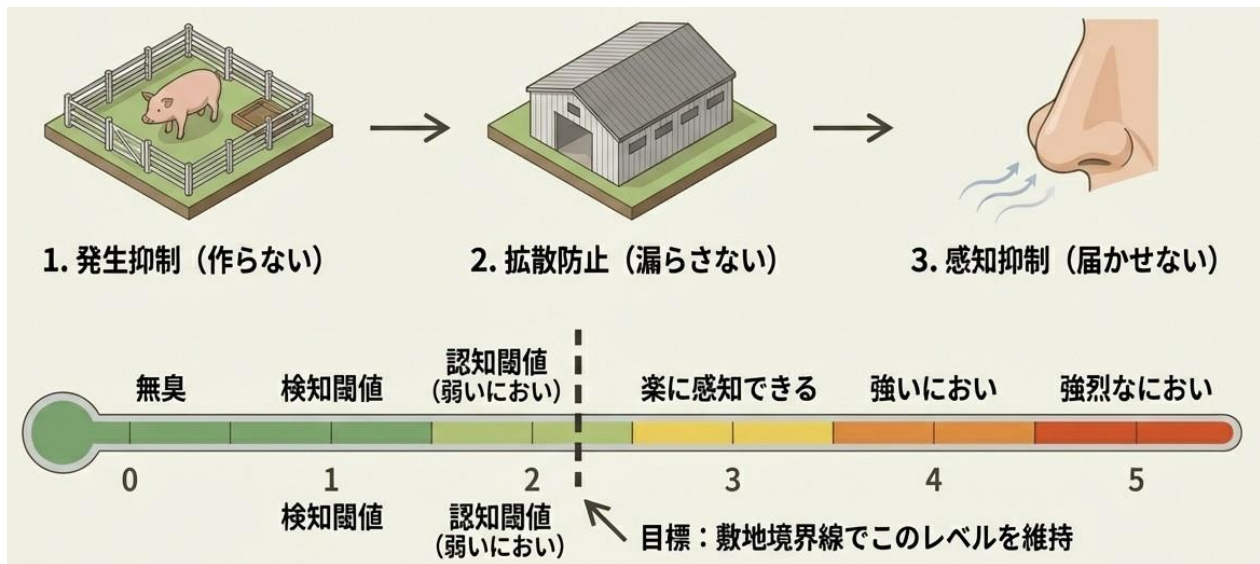 1. 発生抑制（作らない）
2. 拡散防止（漏らさない）
3. 感知抑制（届かせない）
無臭
検知閾値
認知閾値
（弱いにおい）
楽に感知できる
強いにおい
強烈なにおい
0
1
2
3
4
5
検知閾値
認知閾値
（弱いにおい）
目標：敷地境界線でこのレベルを維持